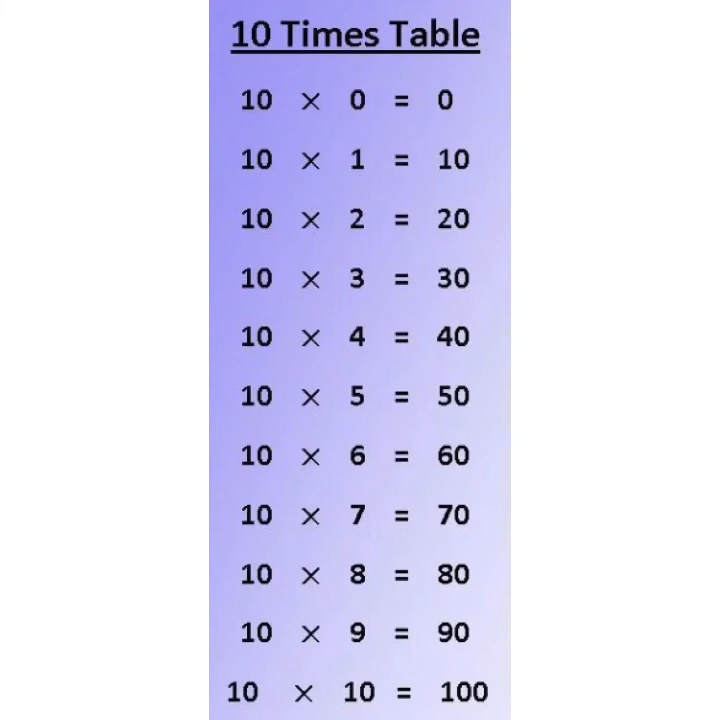 10 Times Table
10 × 0 = 0
10 × 1 = 10
10 × 2 = 20
10 × 3 = 30
10 × 4 = 40
10 × 5 = 50
10 × 6 = 60
10 × 7 = 70
10 × 8 = 80
10 × 9 = 90
10 × 10 = 100